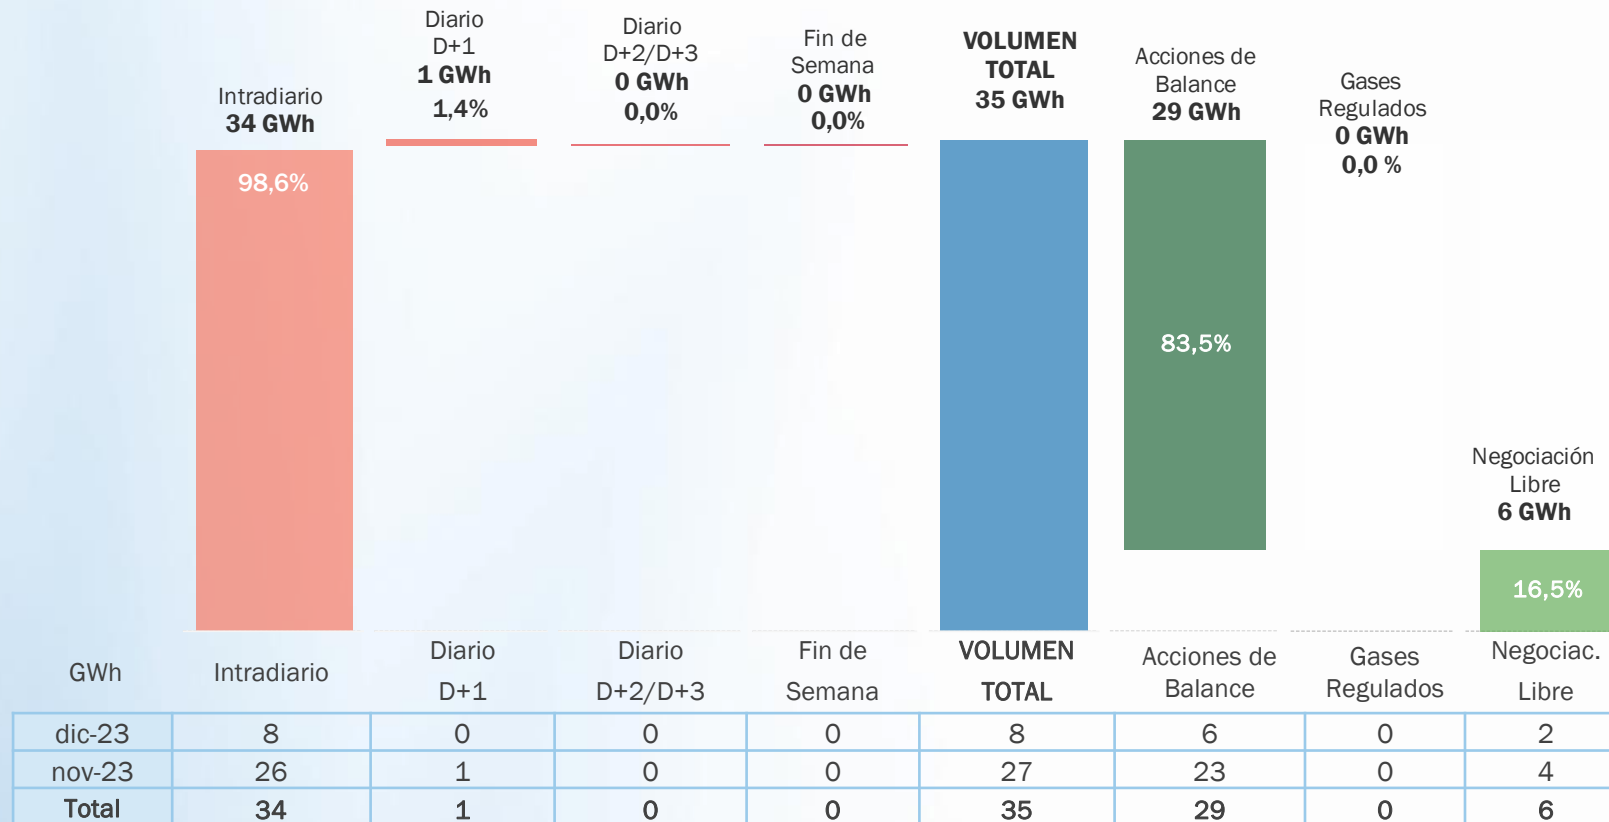 Intradiario
34 GWh
98,6%
Diario
D+1
1 GWh
1,4%
Diario
D+2/D+3
0 GWh
0,0%
Fin de
Semana
0 GWh
0,0%
VOLUMEN
TOTAL
35 GWh
Acciones de
Balance
29 GWh
83,5%
Gases
Regulados
0 GWh
0,0 %
Negociación
Libre
6 GWh
16,5%
GWh
Intradiario
Diario
D+1
Diario
D+2/D+3
Fin de
Semana
VOLUMEN
TOTAL
Acciones de
Balance
Gases
Regulados
Negociac.
Libre
dic-23 8 0 0 0 8 6 0 2
nov-23 26 1 0 0 27 23 0 4
Total 34 1 0 0 35 29 0 6